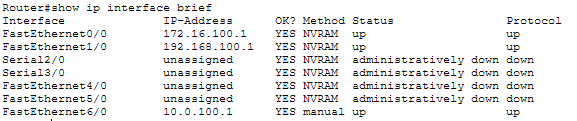 Router#show ip interface brief
Interface IP-Address OK? Method Status Protocol
FastEthernet0/0 172.16.100.1 YES NVRAM up up
FastEthernet1/0 192.168.100.1 YES NVRAM up up
Serial2/0 unassigned YES NVRAM administratively down down
Serial3/0 unassigned YES NVRAM administratively down down
FastEthernet4/0 unassigned YES NVRAM administratively down down
FastEthernet5/0 unassigned YES NVRAM administratively down down
FastEthernet6/0 10.0.100.1 YES manual up up